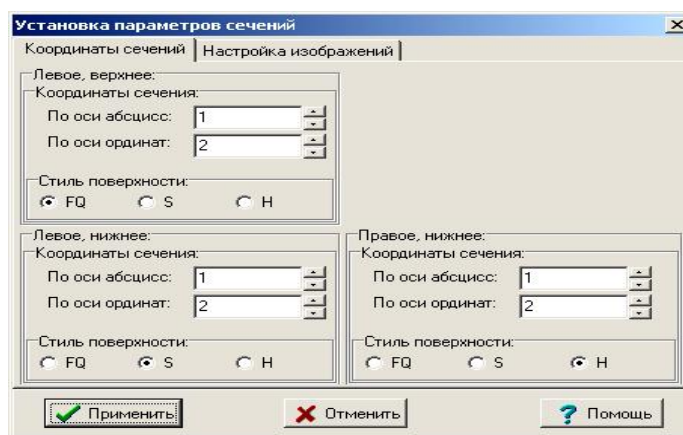 Установка параметров сечений
Координаты сечений Настройка изображений
Левое, верхнее:
Координаты сечения:
По оси абсцисс: 1
По оси ординат: 2
Стиль поверхности:
FQ S H
Левое, нижнее: Правое, нижнее:
Координаты сечения: Координаты сечения:
По оси абсцисс: 1 По оси абсцисс: 1
По оси ординат: 2 По оси ординат: 2
Стиль поверхности: Стиль поверхности:
FQ S H FQ S H
Применить Отменить Помощь